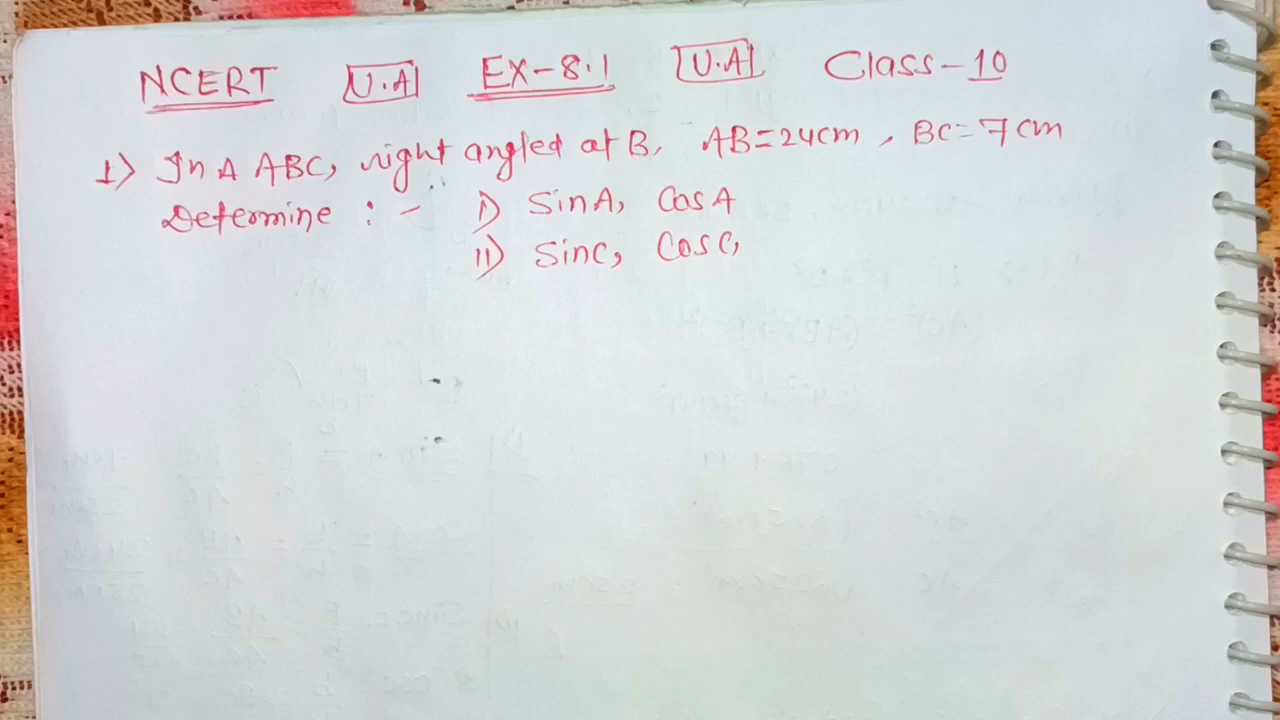 NCERT U.A EX-8.1 U.A Class-10
1) In Δ ABC, right angled at B, AB=24cm, BC=7cm
Determine :- I) SinA, CosA
II) SinC, CosC,